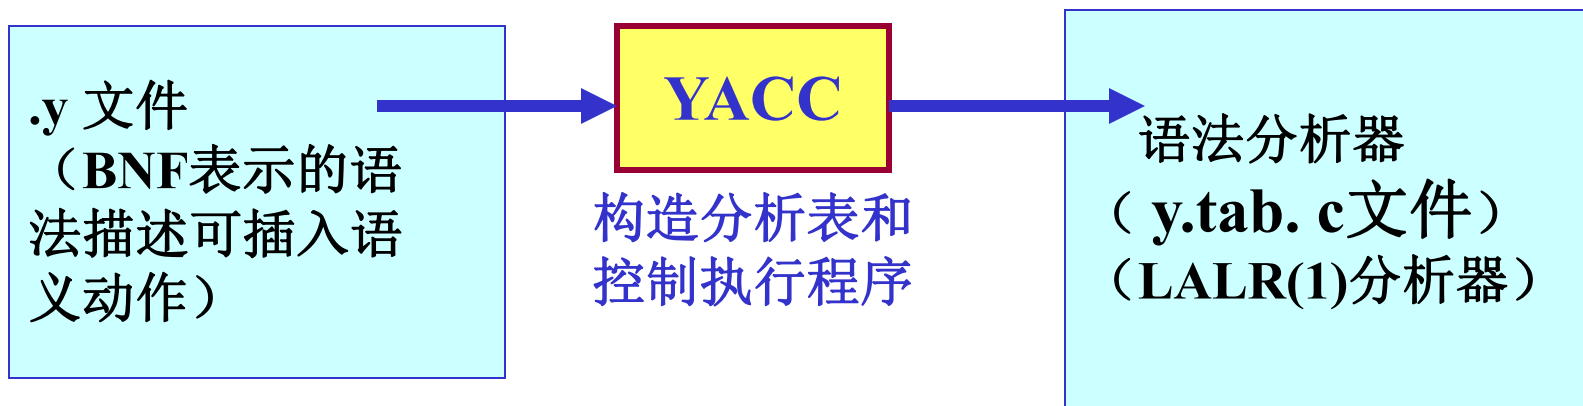 .y 文件
（BNF表示的语
法描述可插入语
义动作）
YACC
构造分析表和
控制执行程序
语法分析器
（ y.tab. c文件）
（LALR(1)分析器）